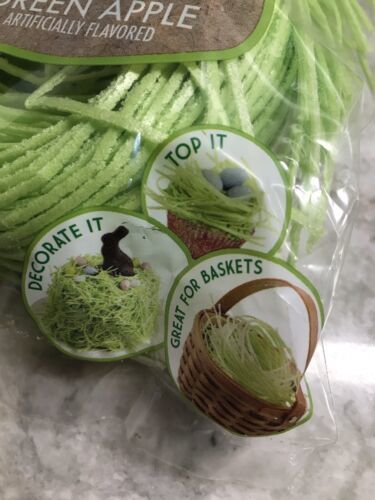 GREEN APPLE
ARTIFICIALLY FLAVORED
TOP IT
DECORATE IT
GREAT FOR BASKETS